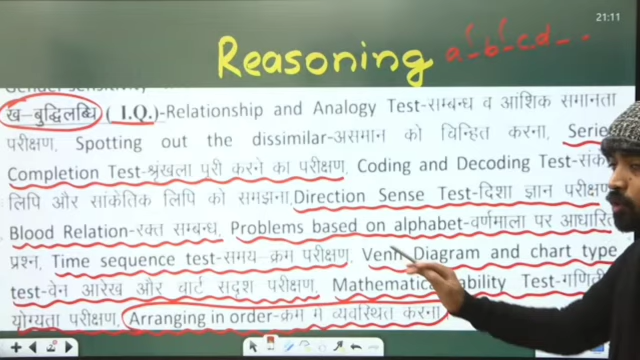 21:11
Reasoning a b c d
Gender sensitivity
ख-बुद्धिलब्धि ( I.Q.)-Relationship and Analogy Test-सम्बन्ध व आंशिक समानता
परीक्षण, Spotting out the dissimilar-असमान को चिन्हित करना, Serie
Completion Test-श्रृंखला पूरी करने का परीक्षण, Coding and Decoding Test-संके
लिपि और सांकेतिक लिपि को समझना, Direction Sense Test-दिशा ज्ञान परीक्षण
Blood Relation-रक्त सम्बन्ध, Problems based on alphabet-वर्णमाला पर आधारित
प्रश्न, Time sequence test-समय-क्रम परीक्षण, Venn Diagram and chart type
test-वेन आरेख और चार्ट सदृश परीक्षण, Mathematical ability Test-गणिती
योग्यता परीक्षण, Arranging in order-क्रम में व्यवस्थित करना